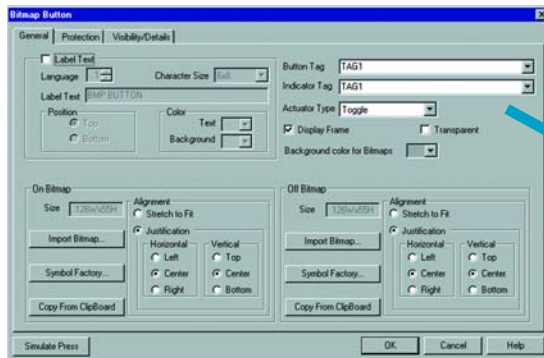 Bitmap Button
General Protection Visibility/Details
Label Text
Language 1 Character Size 6x8
Label Text BMP BUTTON
Position Color
Top Text
Bottom Background
Button Tag TAG1
Indicator Tag TAG1
Actuator Type Toggle
Display Frame Transparent
Background color for Bitmaps
On Bitmap
Size 126Wx55H Alignment
Stretch to Fit
Import Bitmap... Justification
Horizontal Vertical
Left Top
Symbol Factory... Center Center
Right Bottom
Copy From ClipBoard
Off Bitmap
Size 126Wx55H Alignment
Stretch to Fit
Import Bitmap... Justification
Horizontal Vertical
Left Top
Symbol Factory... Center Center
Right Bottom
Copy From ClipBoard
Simulate Press OK Cancel Help